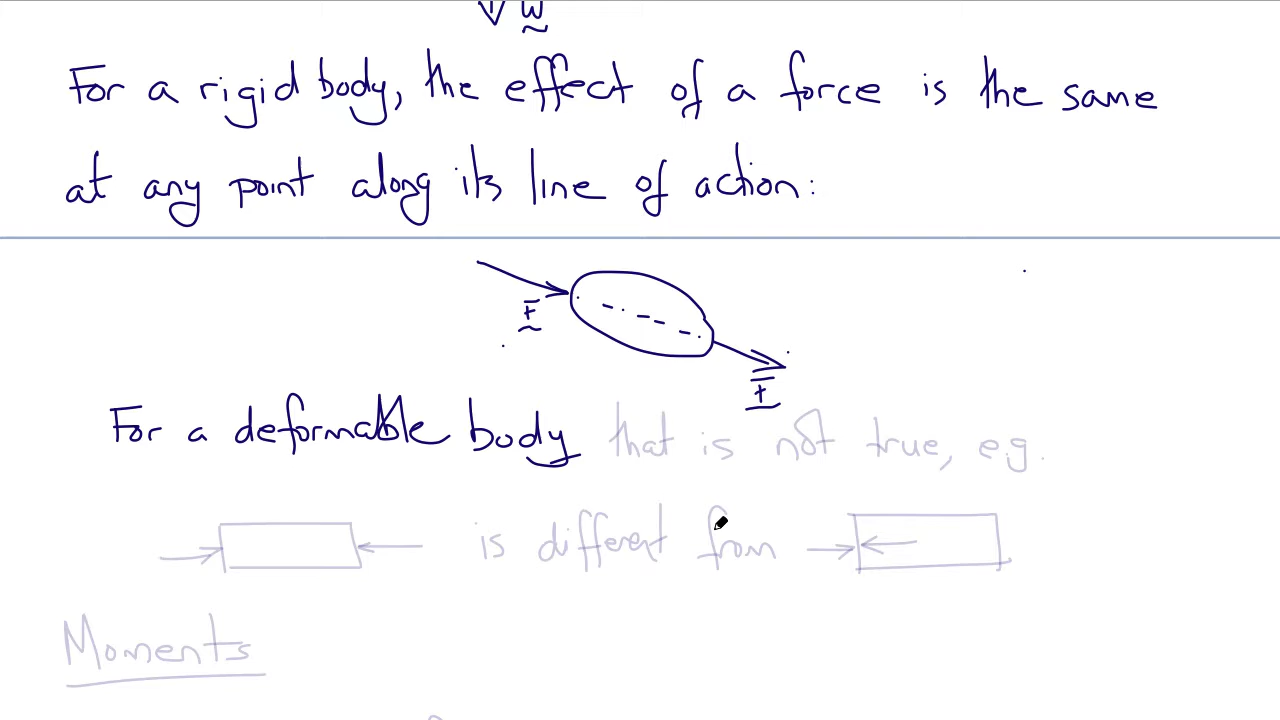 W
For a rigid body, the effect of a force is the same
at any point along its line of action:
F
F
For a deformable body that is not true, e.g.
is different from
Moments